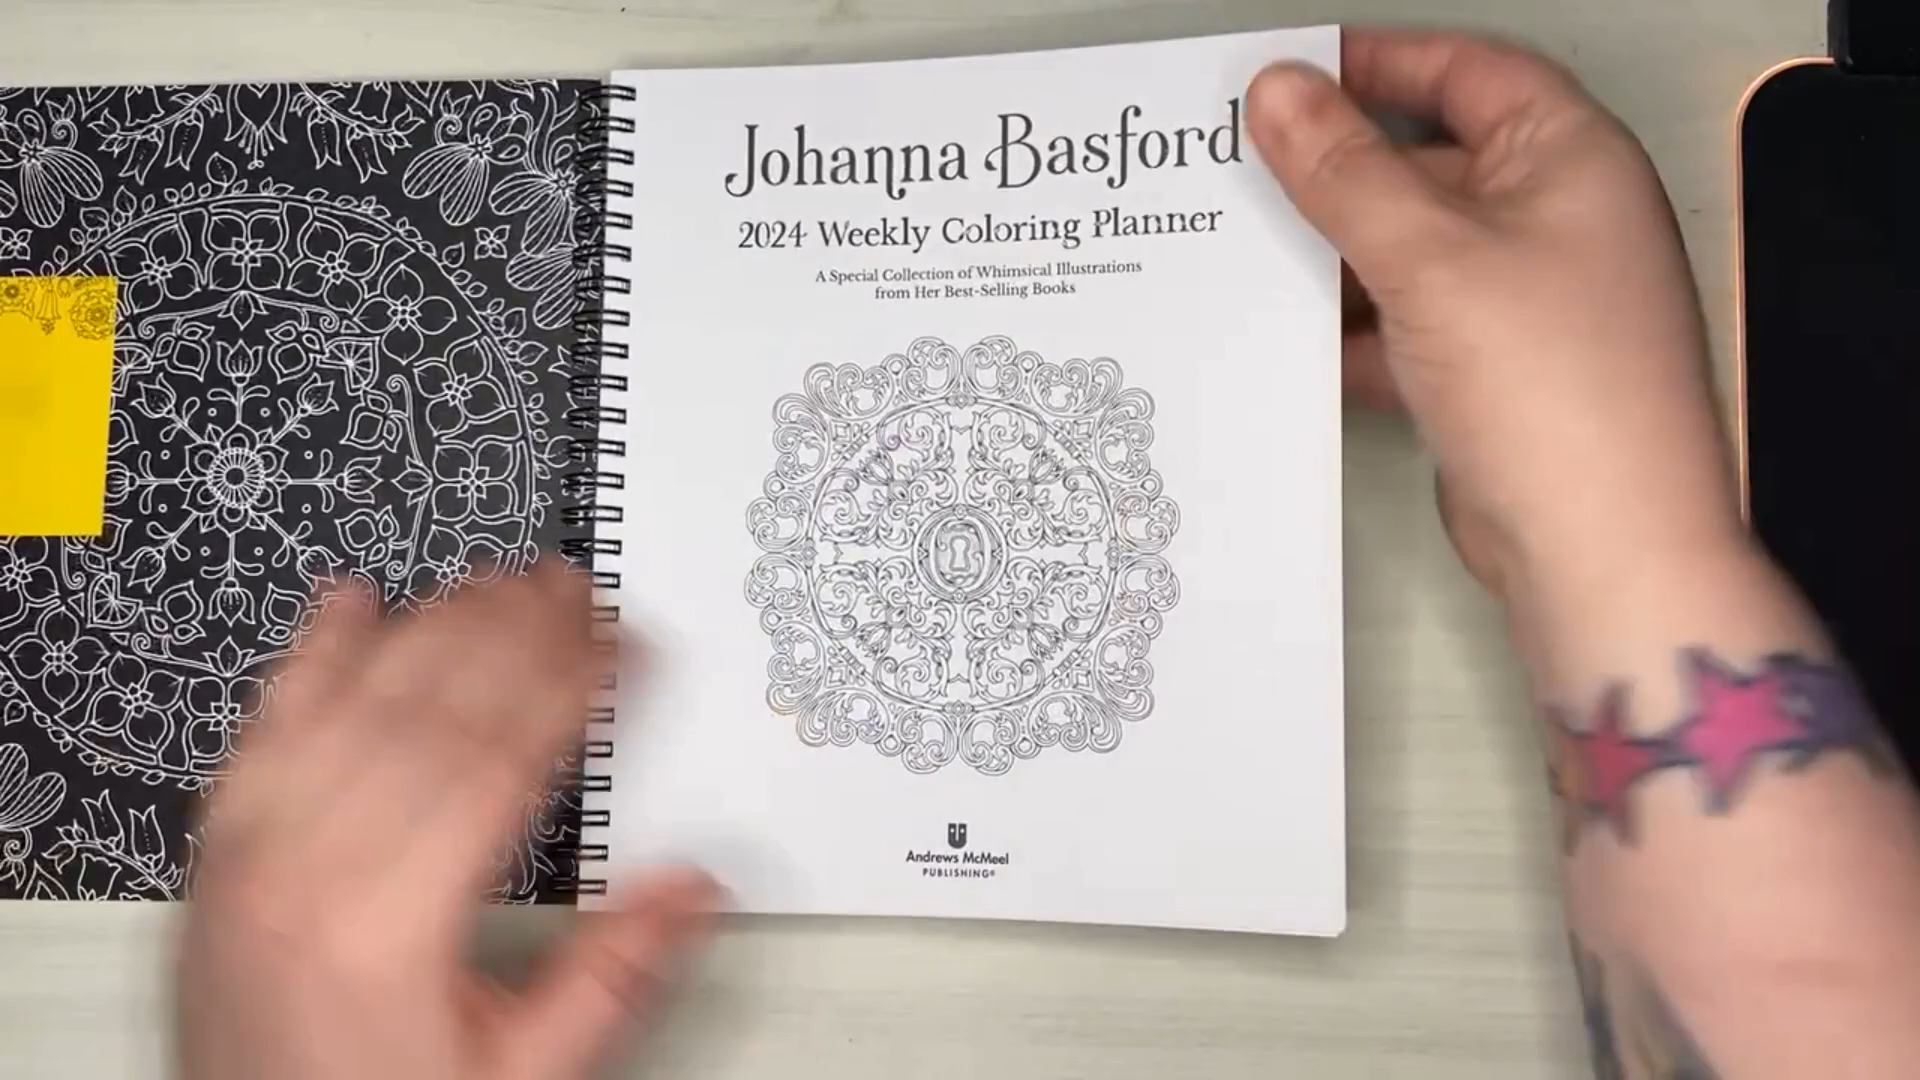 Johanna Basford
2024 Weekly Coloring Planner
A Special Collection of Whimsical Illustrations
from Her Best-Selling Books
Andrews McMeel
PUBLISHING®